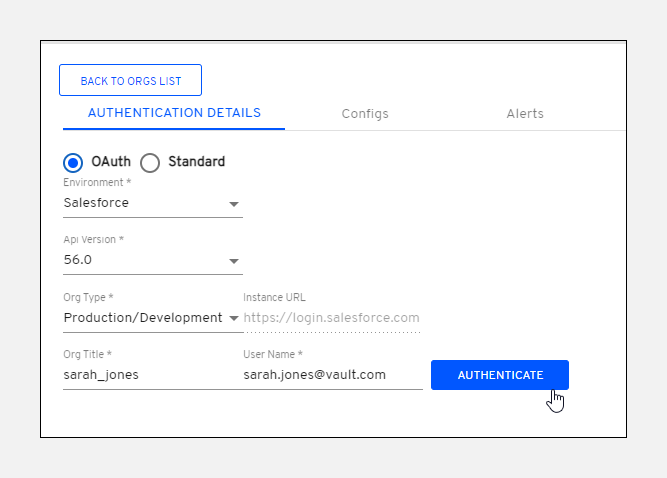 BACK TO ORGS LIST
AUTHENTICATION DETAILS Configs Alerts
OAuth Standard
Environment *
Salesforce
Api Version *
56.0
Org Type * Instance URL
Production/Development https://login.salesforce.com
Org Title * User Name *
sarah_jones sarah.jones@vault.com AUTHENTICATE